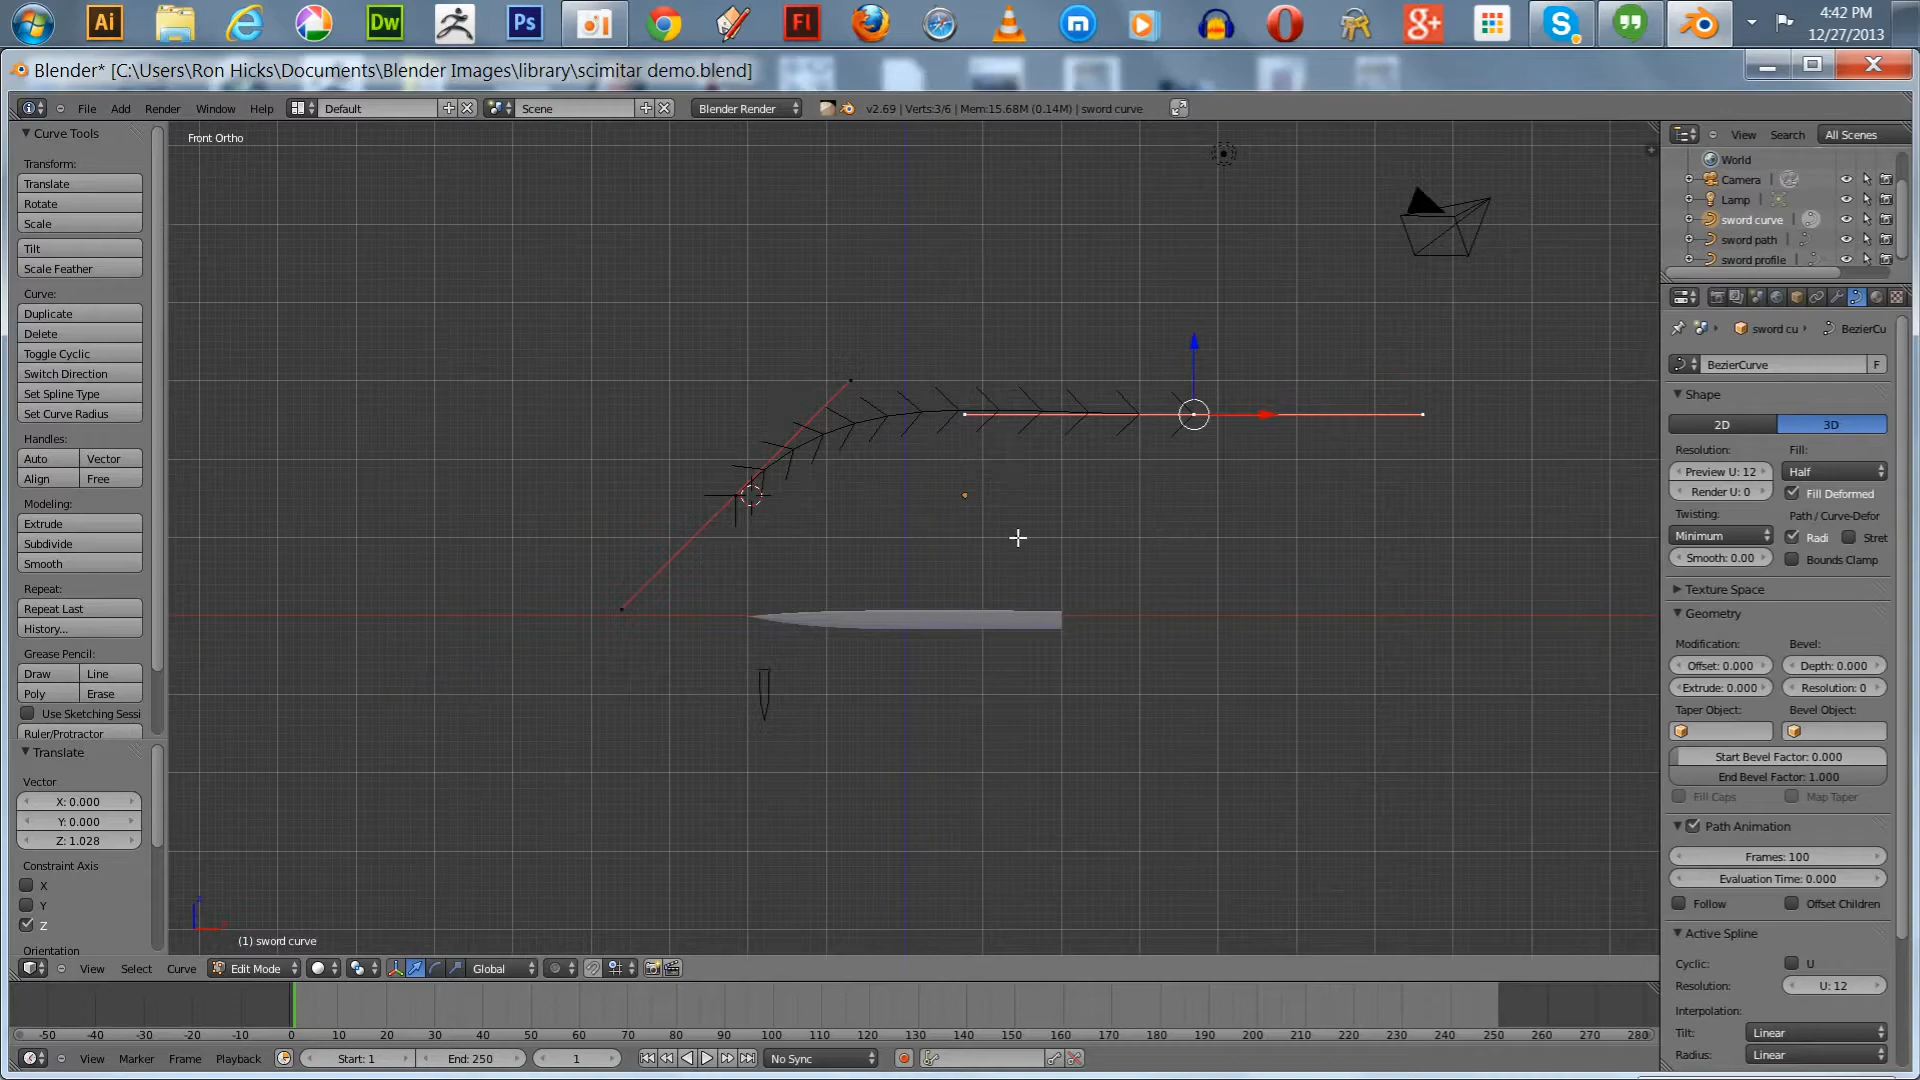 Ai Dw Ps Fl g+ 4:42 PM
12/27/2013
Blender* [C:\Users\Ron Hicks\Documents\Blender Images\library\scimitar demo.blend]
File Add Render Window Help Default Scene Blender Render v2.69 | Verts:3/6 | Mem:15.68M (0.14M) | sword curve
Curve Tools
Transform:
Translate
Rotate
Scale
Tilt
Scale Feather
Curve:
Duplicate
Delete
Toggle Cyclic
Switch Direction
Set Spline Type
Set Curve Radius
Handles:
Auto Vector
Align Free
Modeling:
Extrude
Subdivide
Smooth
Repeat:
Repeat Last
History...
Grease Pencil:
Draw Line
Poly Erase
Use Sketching Sessi
Ruler/Protractor
Translate
Vector
X: 0.000
Y: 0.000
Z: 1.028
Constraint Axis
X
Y
Z
Orientation
Front Ortho
(1) sword curve
View Search All Scenes
World
Camera
Lamp
sword curve
sword path
sword profile
sword cu BezierCu
BezierCurve F
Shape
2D 3D
Resolution: Fill:
Preview U: 12 Half
Render U: 0 Fill Deformed
Twisting: Path / Curve-Defor
Minimum Radi Stret
Smooth: 0.00 Bounds Clamp
Texture Space
Geometry
Modification: Bevel:
Offset: 0.000 Depth: 0.000
Extrude: 0.000 Resolution: 0
Taper Object: Bevel Object:
Start Bevel Factor: 0.000
End Bevel Factor: 1.000
Fill Caps Map Taper
Path Animation
Frames: 100
Evaluation Time: 0.000
Follow Offset Children
Active Spline
Cyclic: U
Resolution: U: 12
Interpolation:
Tilt: Linear
Radius: Linear
View Select Curve Edit Mode Global
-50 -40 -30 -20 -10 0 10 20 30 40 50 60 70 80 90 100 110 120 130 140 150 160 170 180 190 200 210 220 230 240 250 260 270 280
View Marker Frame Playback Start: 1 End: 250 1 No Sync